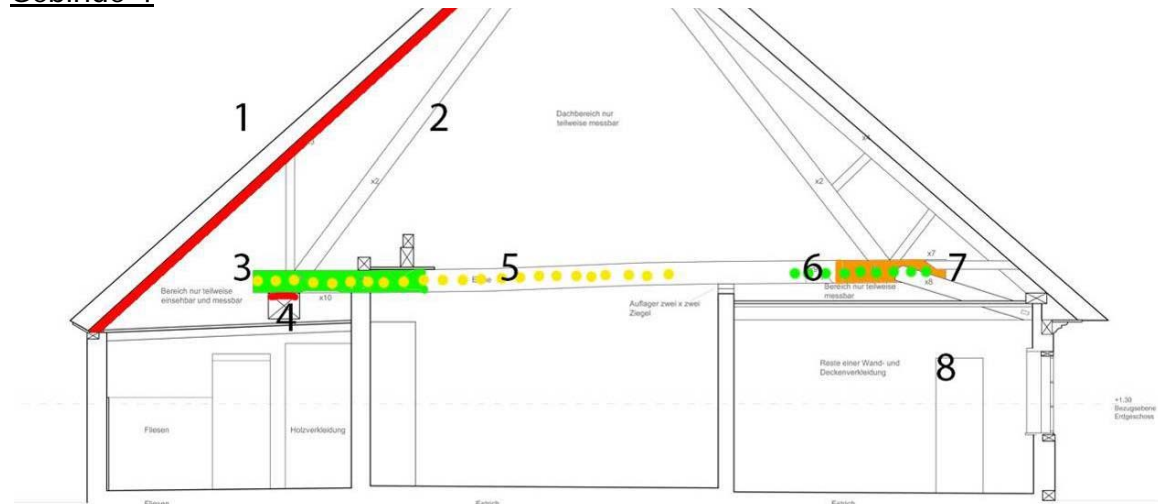 1
2
Dachbereich nur
teilweise messbar
x4
x2
x2
3
5
6
7
x7
x8
Bereich nur teilweise
einsehbar und messbar
x10
4
Bereich nur teilweise
messbar
Auflager zwei x zwei
Ziegel
Reste einer Wand- und
Deckenverkleidung
8
+1.30
Bezugsebene
Erdgeschoss
Fliesen
Holzverkleidung
Fliesen
Estrich
Estrich